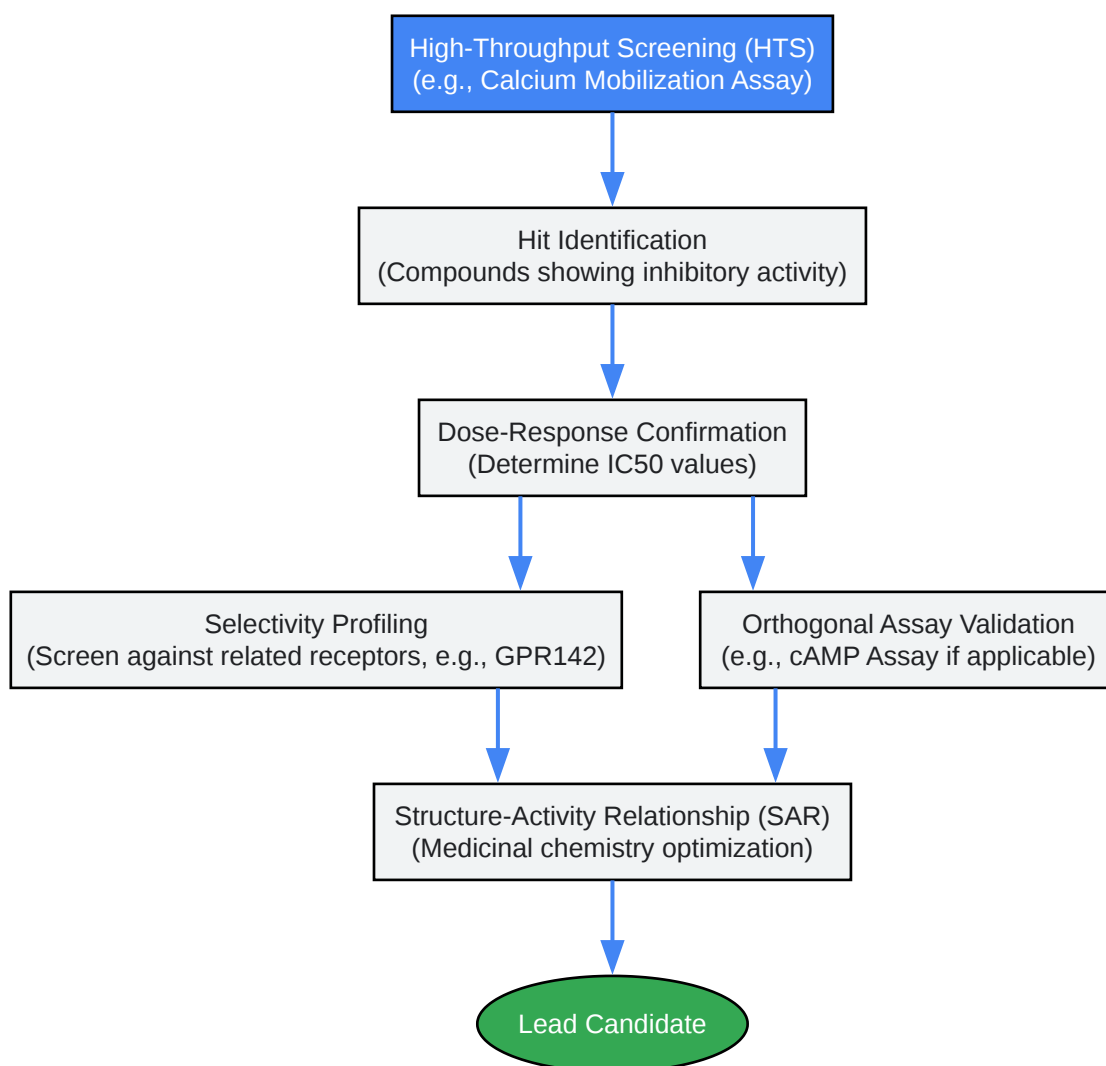 High-Throughput Screening (HTS)
(e.g., Calcium Mobilization Assay)
Hit Identification
(Compounds showing inhibitory activity)
Dose-Response Confirmation
(Determine IC50 values)
Selectivity Profiling
(Screen against related receptors, e.g., GPR142)
Orthogonal Assay Validation
(e.g., cAMP Assay if applicable)
Structure-Activity Relationship (SAR)
(Medicinal chemistry optimization)
Lead Candidate